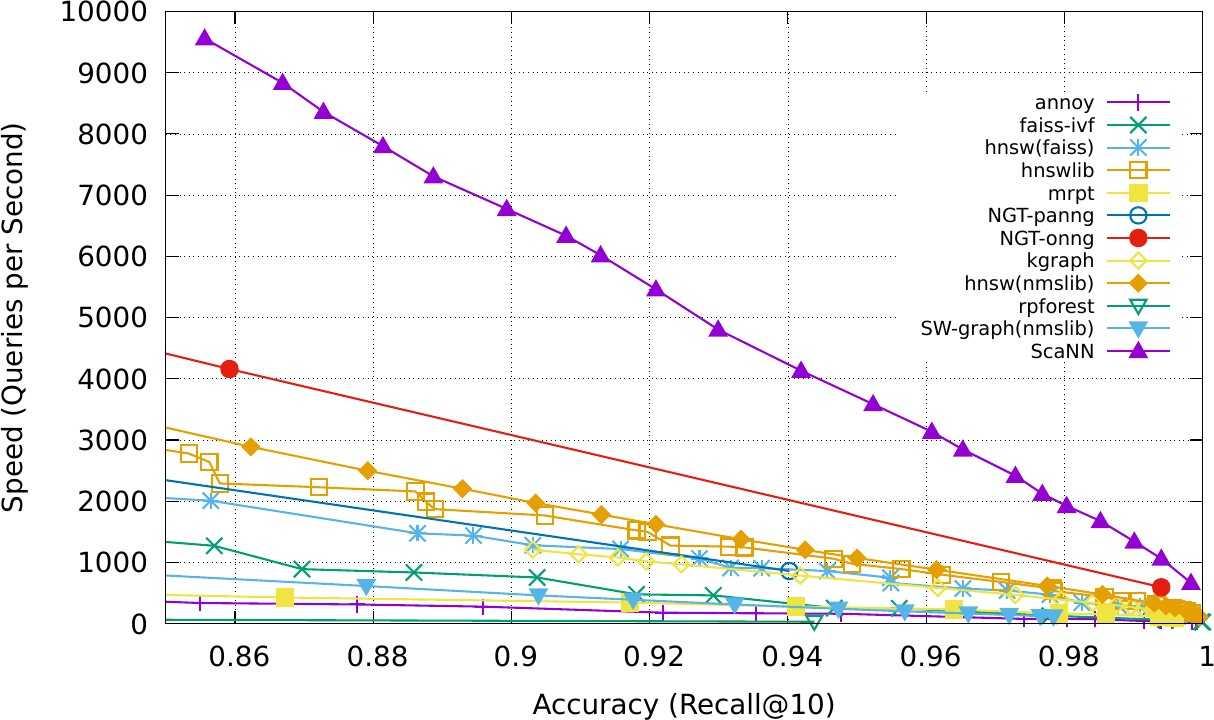 10000
9000
8000
7000
6000
5000
4000
3000
2000
1000
0
Speed (Queries per Second)
annoy
faiss-ivf
hnsw(faiss)
hnswlib
mrpt
NGT-panng
NGT-onng
kgraph
hnsw(nmslib)
rpforest
SW-graph(nmslib)
ScaNN
0.86 0.88 0.9 0.92 0.94 0.96 0.98 1
Accuracy (Recall@10)